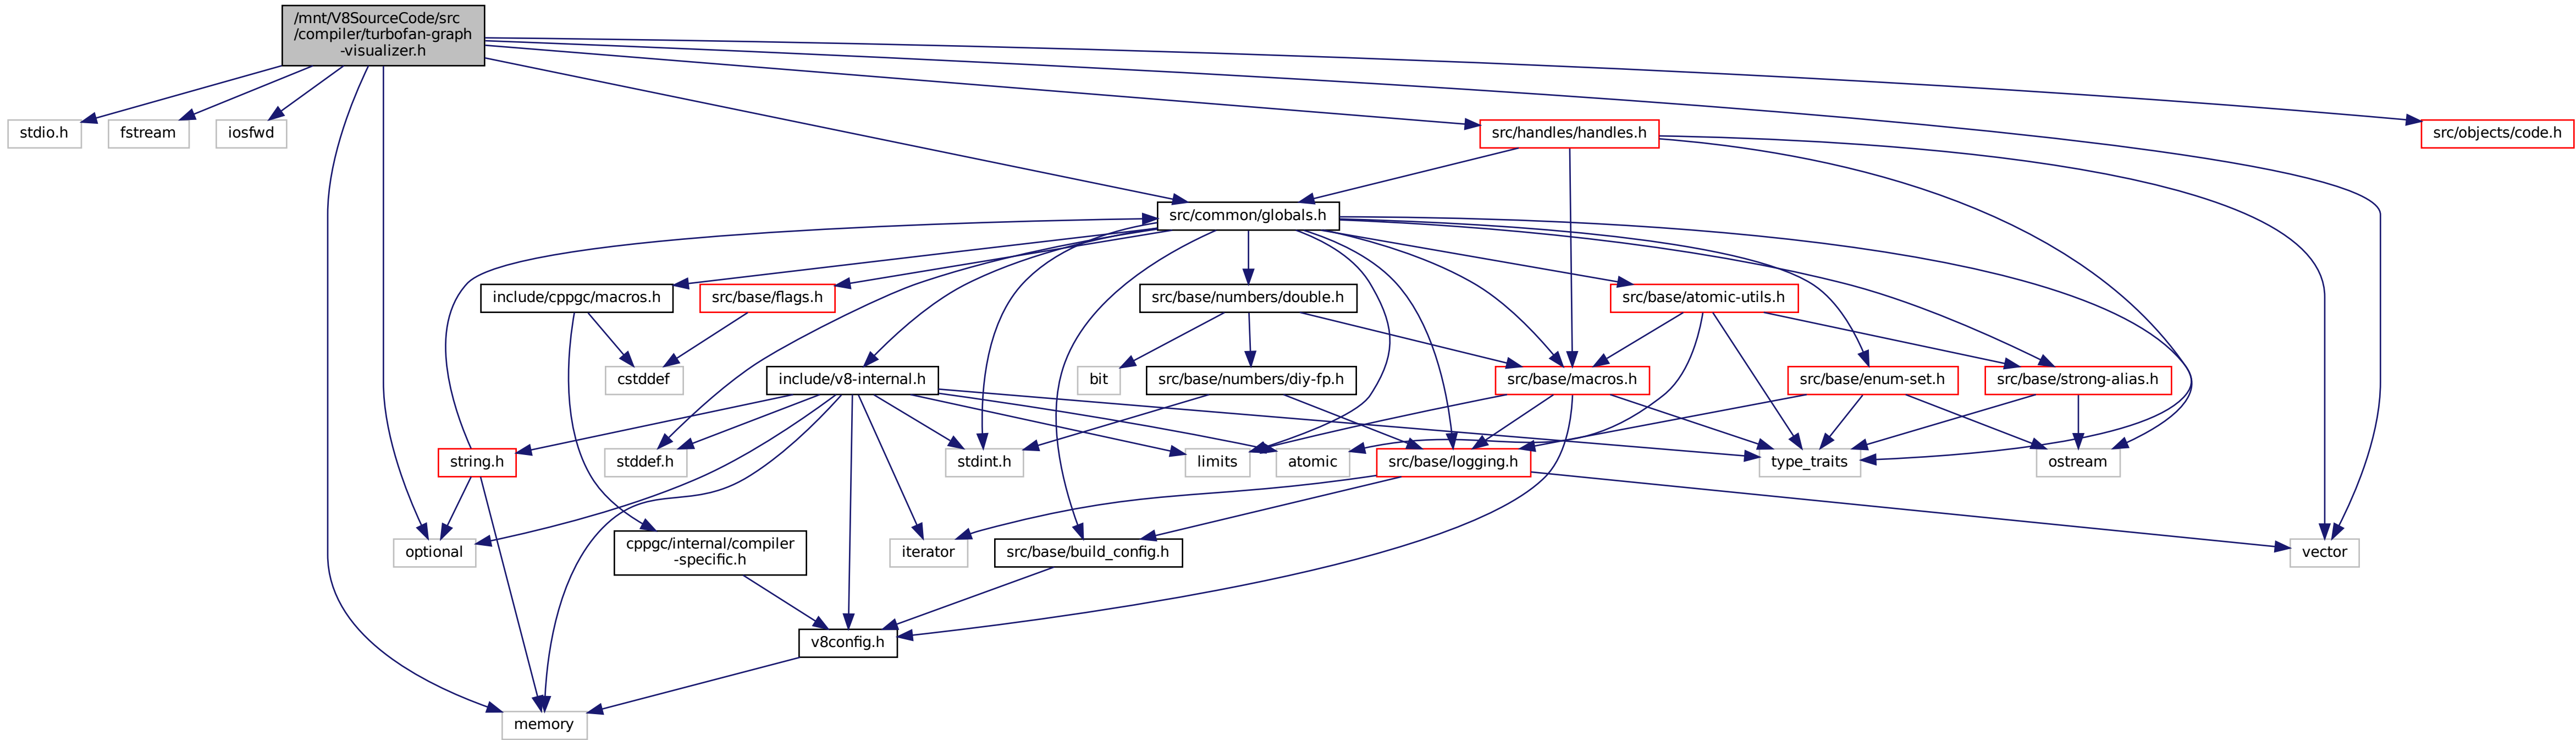 /mnt/V8SourceCode/src
/compiler/turbofan-graph
-visualizer.h
stdio.h
fstream
iosfwd
src/handles/handles.h
src/objects/code.h
src/common/globals.h
include/cppgc/macros.h
src/base/flags.h
src/base/numbers/double.h
src/base/atomic-utils.h
cstddef
include/v8-internal.h
bit
src/base/numbers/diy-fp.h
src/base/macros.h
src/base/enum-set.h
src/base/strong-alias.h
string.h
stddef.h
stdint.h
limits
atomic
src/base/logging.h
type_traits
ostream
optional
cppgc/internal/compiler
-specific.h
iterator
src/base/build_config.h
vector
v8config.h
memory